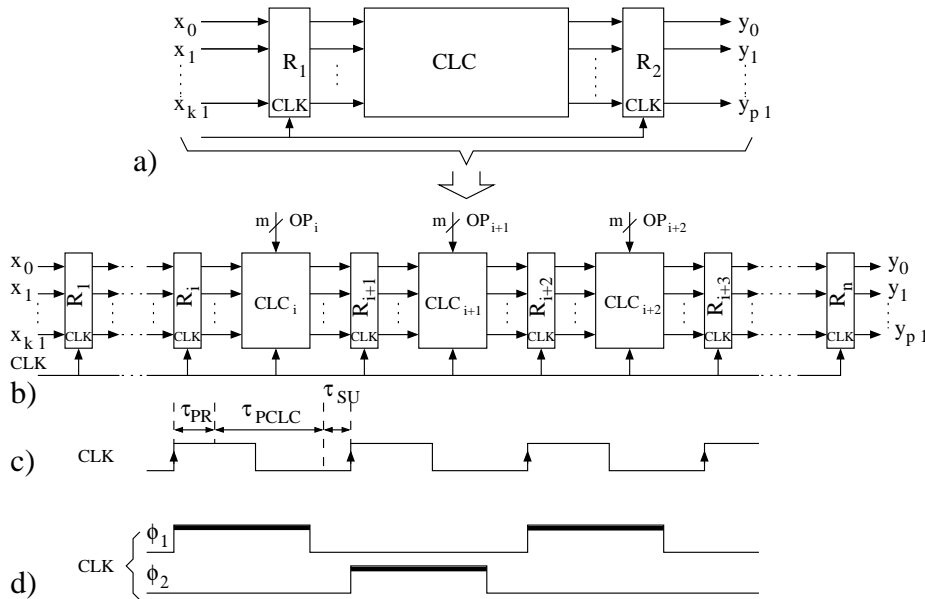 x0 y0
x1 R1 CLC R2 y1
xk 1 CLK CLK yp 1
a)
m OPi m OPi+1 m OPi+2
x0 y0
x1 R1 Ri CLCi Ri+1 CLCi+1 Ri+2 CLCi+2 Ri+3 Rn y1
xk 1 CLK CLK CLK CLK CLK CLK yp 1
CLK
b)
τPR τPCLC τSU
c) CLK
ϕ1
CLK
d) ϕ2